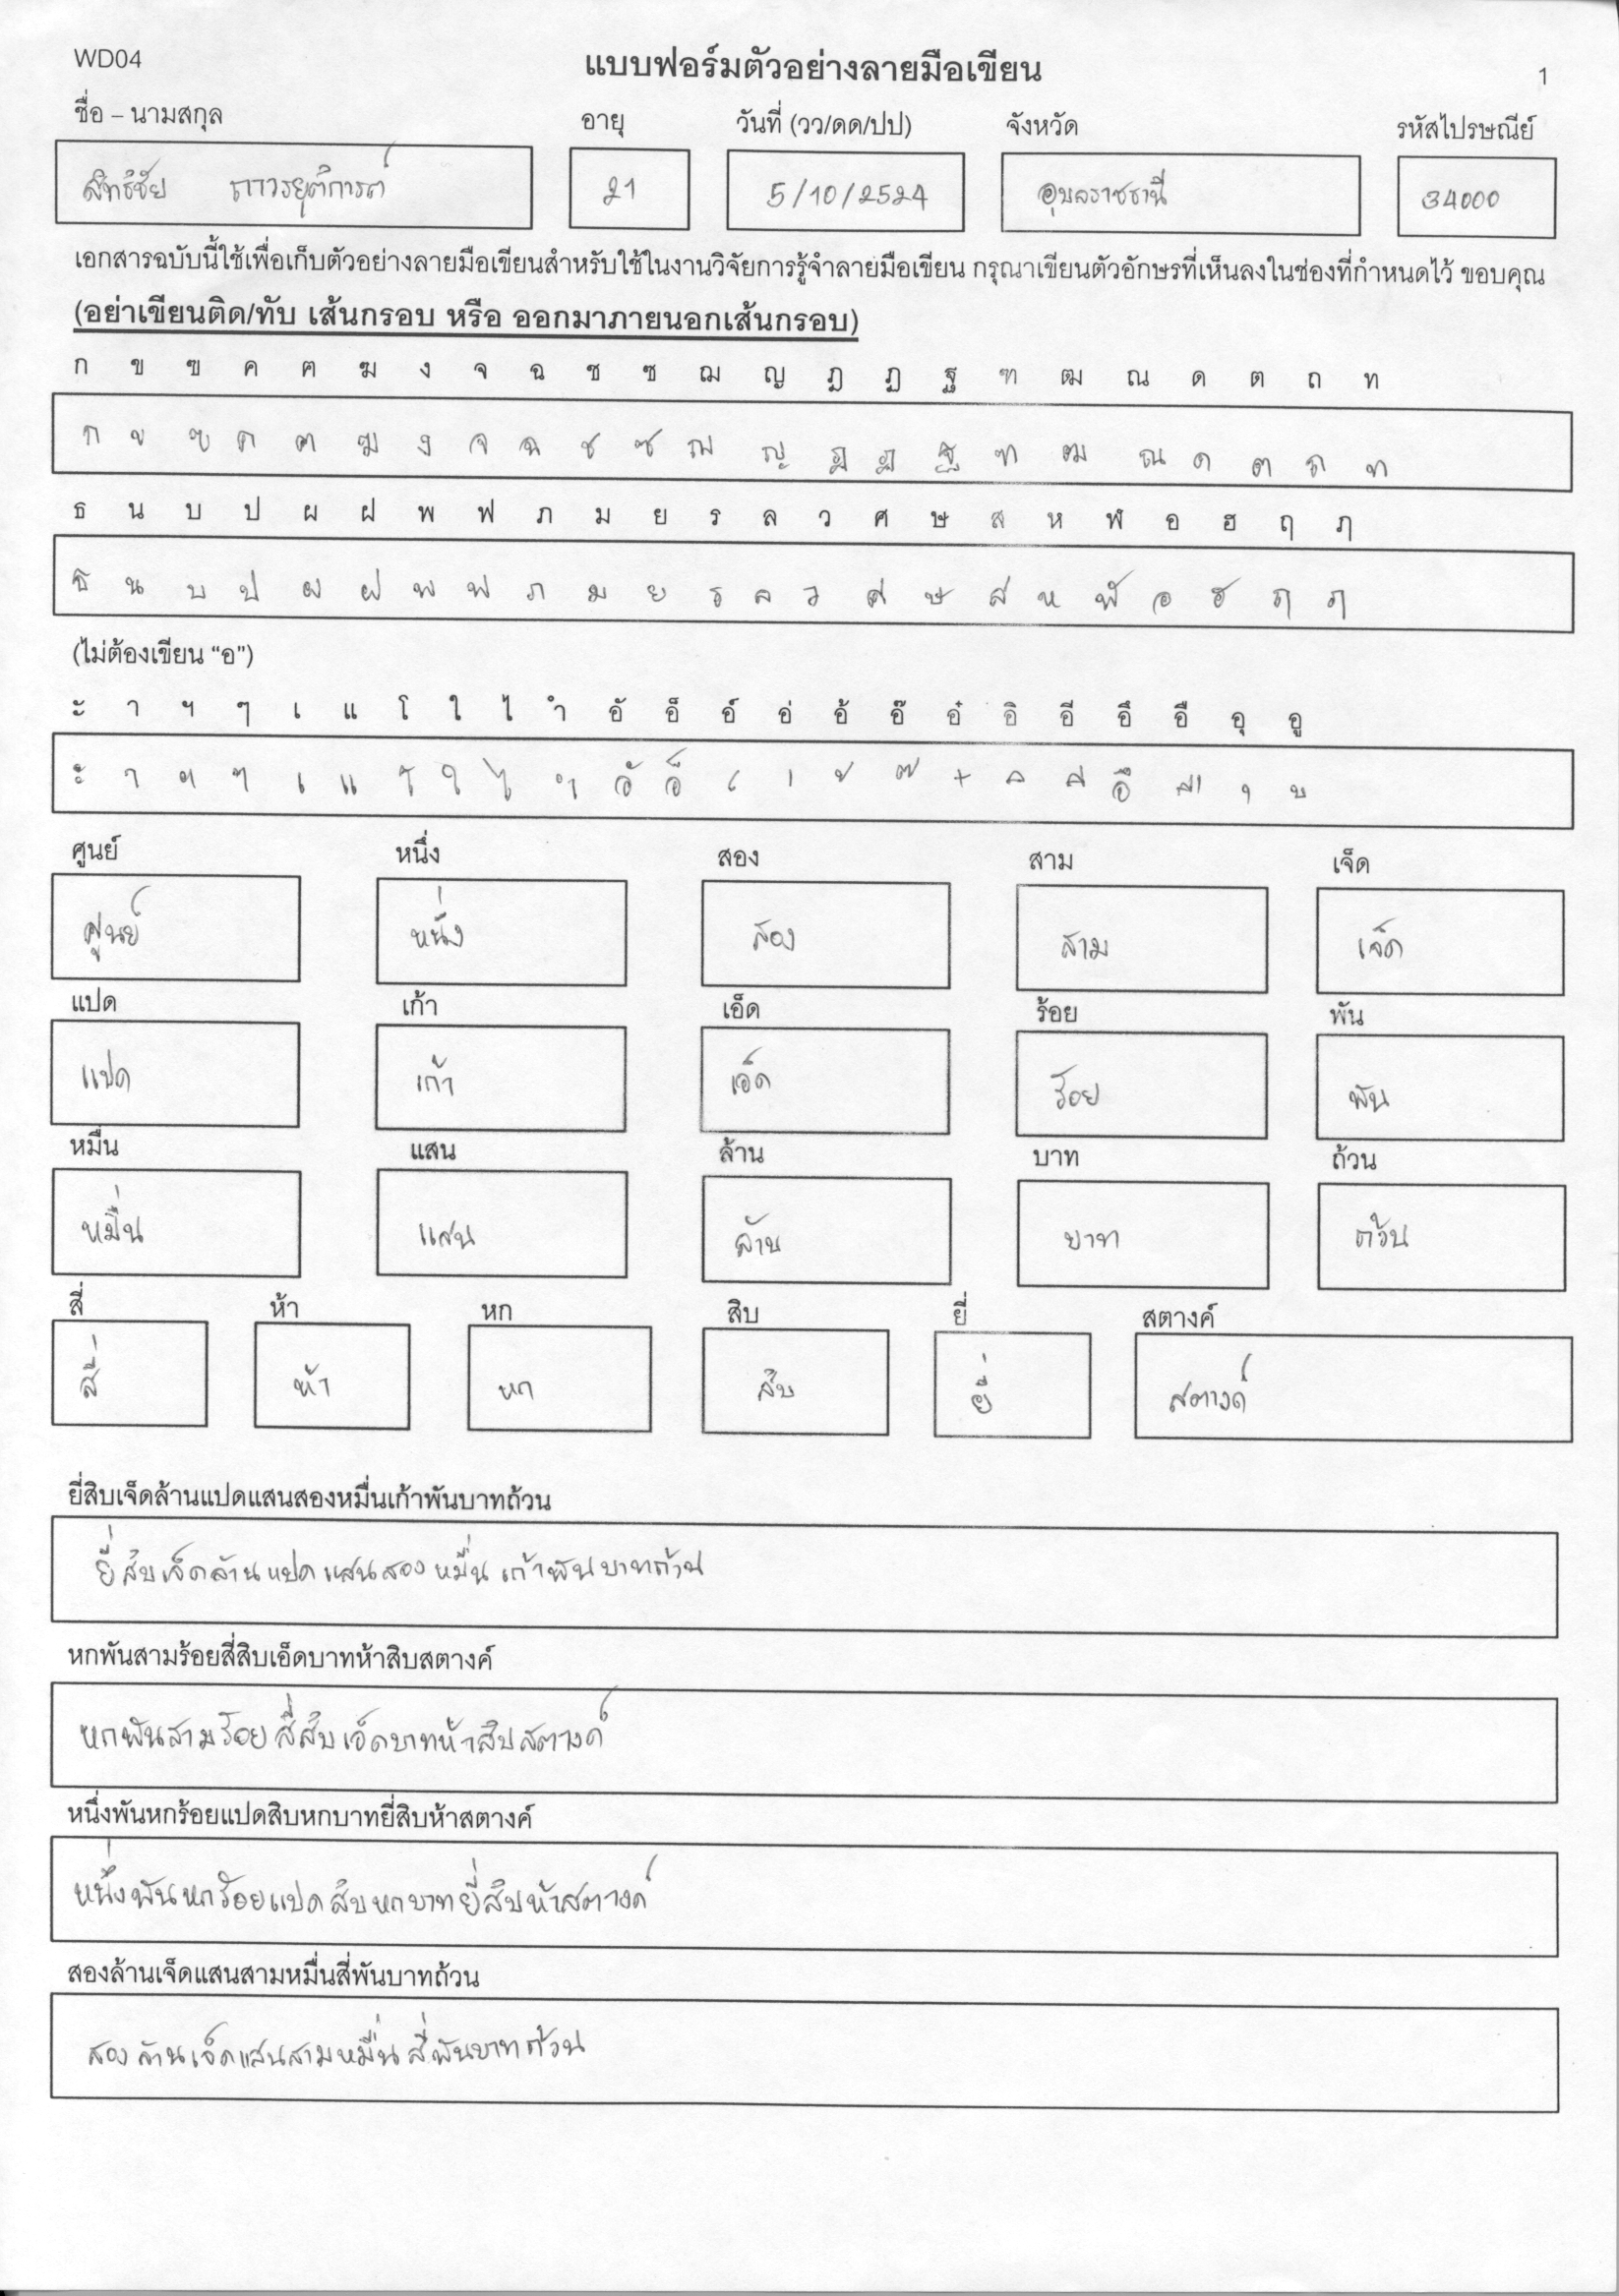 WD04
แบบฟอร์มตัวอย่างลายมือเขียน
1
ชื่อ – นามสกุล อายุ วันที่ (วว/ดด/ปป) จังหวัด รหัสไปรษณีย์
สิทธิชัย ถาวรยุติการต์ 21 5/10/2524 อุบลราชธานี 34000
เอกสารฉบับนี้ใช้เพื่อเก็บตัวอย่างลายมือเขียนสำหรับใช้ในงานวิจัยการรู้จำลายมือเขียน กรุณาเขียนตัวอักษรที่เห็นลงในช่องที่กำหนดไว้ ขอบคุณ
(อย่าเขียนติด/ทับ เส้นกรอบ หรือ ออกมาภายนอกเส้นกรอบ)
ก ข ฃ ค ฅ ฆ ง จ ฉ ช ซ ฌ ญ ฎ ฏ ฐ ฑ ฒ ณ ด ต ถ ท
ก ข ฃ ค ฅ ฆ ง จ ฉ ช ซ ฌ ญ ฎ ฏ ฐ ฑ ฒ ณ ด ต ถ ท
ธ น บ ป ผ ฝ พ ฟ ภ ม ย ร ล ว ศ ษ ส ห ฬ อ ฮ ฤ ฦ
ธ น บ ป ผ ฝ พ ฟ ภ ม ย ร ล ว ศ ษ ส ห ฬ อ ฮ ฤ ฦ
(ไม่ต้องเขียน “อ”)
ะ า ฯ ๆ เ แ โ ใ ไ ำ อั อ็ อ์ อ่ อ้ อ๊ อ๋ อิ อี อึ อื อุ อู
ะ า ฯ ๆ เ แ โ ใ ไ ำ อั อ็ ์ ่ ้ ๊ ๋ ิ ี อึ ื ุ ู
ศูนย์ หนึ่ง สอง สาม เจ็ด
ศูนย์ หนึ่ง สอง สาม เจ็ด
แปด เก้า เอ็ด ร้อย พัน
แปด เก้า เอ็ด ร้อย พัน
หมื่น แสน ล้าน บาท ถ้วน
หมื่น แสน ล้าน บาท ถ้วน
สี่ ห้า หก สิบ ยี่ สตางค์
สี่ ห้า หก สิบ ยี่ สตางค์
ยี่สิบเจ็ดล้านแปดแสนสองหมื่นเก้าพันบาทถ้วน
ยี่สิบเจ็ดล้านแปดแสนสองหมื่นเก้าพันบาทถ้วน
หกพันสามร้อยสี่สิบเอ็ดบาทห้าสิบสตางค์
หกพันสามร้อยสี่สิบเอ็ดบาทห้าสิบสตางค์
หนึ่งพันหกร้อยแปดสิบหกบาทยี่สิบห้าสตางค์
หนึ่งพันหกร้อยแปดสิบหกบาทยี่สิบห้าสตางค์
สองล้านเจ็ดแสนสามหมื่นสี่พันบาทถ้วน
สองล้านเจ็ดแสนสามหมื่นสี่พันบาทถ้วน